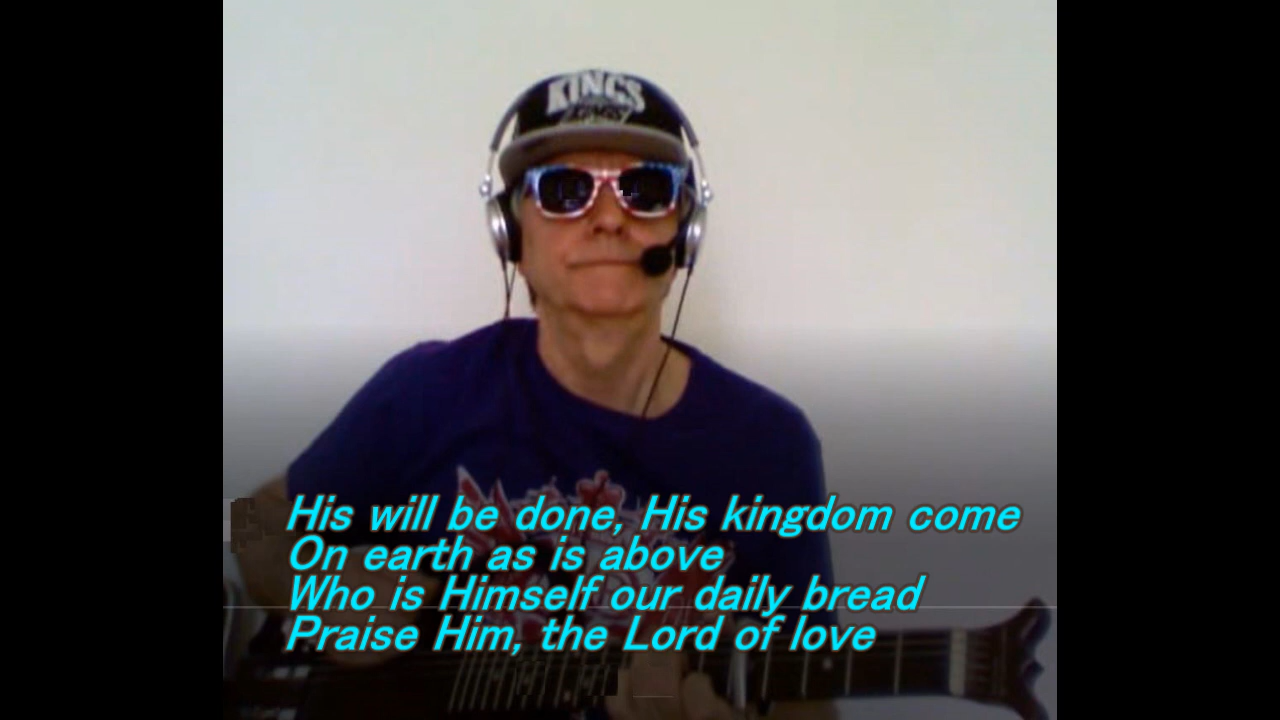 KINGS
KINGS
His will be done, His kingdom come
On earth as is above
Who is Himself our daily bread
Praise Him, the Lord of love